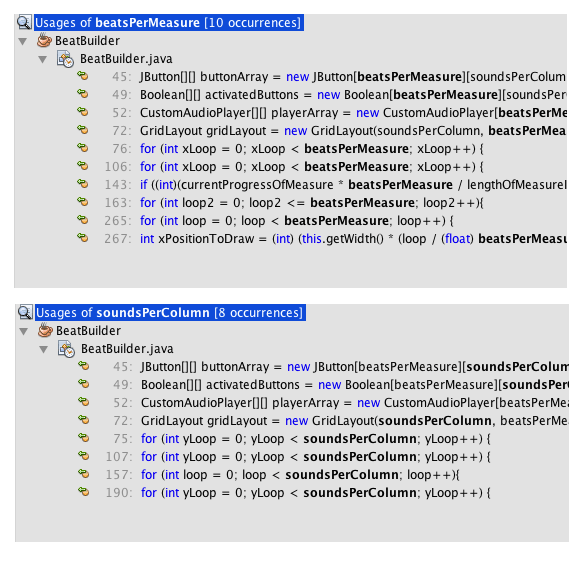 Usages of beatsPerMeasure [10 occurrences]
BeatBuilder
BeatBuilder.java
45: JButton[][] buttonArray = new JButton[beatsPerMeasure][soundsPerColum
49: Boolean[][] activatedButtons = new Boolean[beatsPerMeasure][soundsPer
52: CustomAudioPlayer[][] playerArray = new CustomAudioPlayer[beatsPerMe
72: GridLayout gridLayout = new GridLayout(soundsPerColumn, beatsPerMea
76: for (int xLoop = 0; xLoop < beatsPerMeasure; xLoop++) {
106: for (int xLoop = 0; xLoop < beatsPerMeasure; xLoop++) {
143: if ((int)(currentProgressOfMeasure * beatsPerMeasure / lengthOfMeasureI
163: for (int loop2 = 0; loop2 <= beatsPerMeasure; loop2++){
265: for (int loop = 0; loop < beatsPerMeasure; loop++) {
267: int xPositionToDraw = (int) (this.getWidth() * (loop / (float) beatsPerMeasu
Usages of soundsPerColumn [8 occurrences]
BeatBuilder
BeatBuilder.java
45: JButton[][] buttonArray = new JButton[beatsPerMeasure][soundsPerColum
49: Boolean[][] activatedButtons = new Boolean[beatsPerMeasure][soundsPer
52: CustomAudioPlayer[][] playerArray = new CustomAudioPlayer[beatsPerMe
72: GridLayout gridLayout = new GridLayout(soundsPerColumn, beatsPerMe
75: for (int yLoop = 0; yLoop < soundsPerColumn; yLoop++) {
107: for (int yLoop = 0; yLoop < soundsPerColumn; yLoop++) {
157: for (int loop = 0; loop < soundsPerColumn; loop++){
190: for (int yLoop = 0; yLoop < soundsPerColumn; yLoop++) {